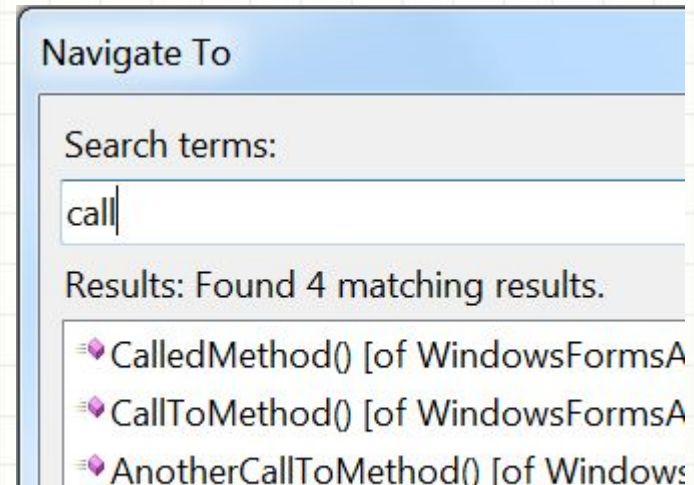 Navigate To
Search terms:
call
Results: Found 4 matching results.
CalledMethod() [of WindowsFormsA
CallToMethod() [of WindowsFormsA
AnotherCallToMethod() [of Windows